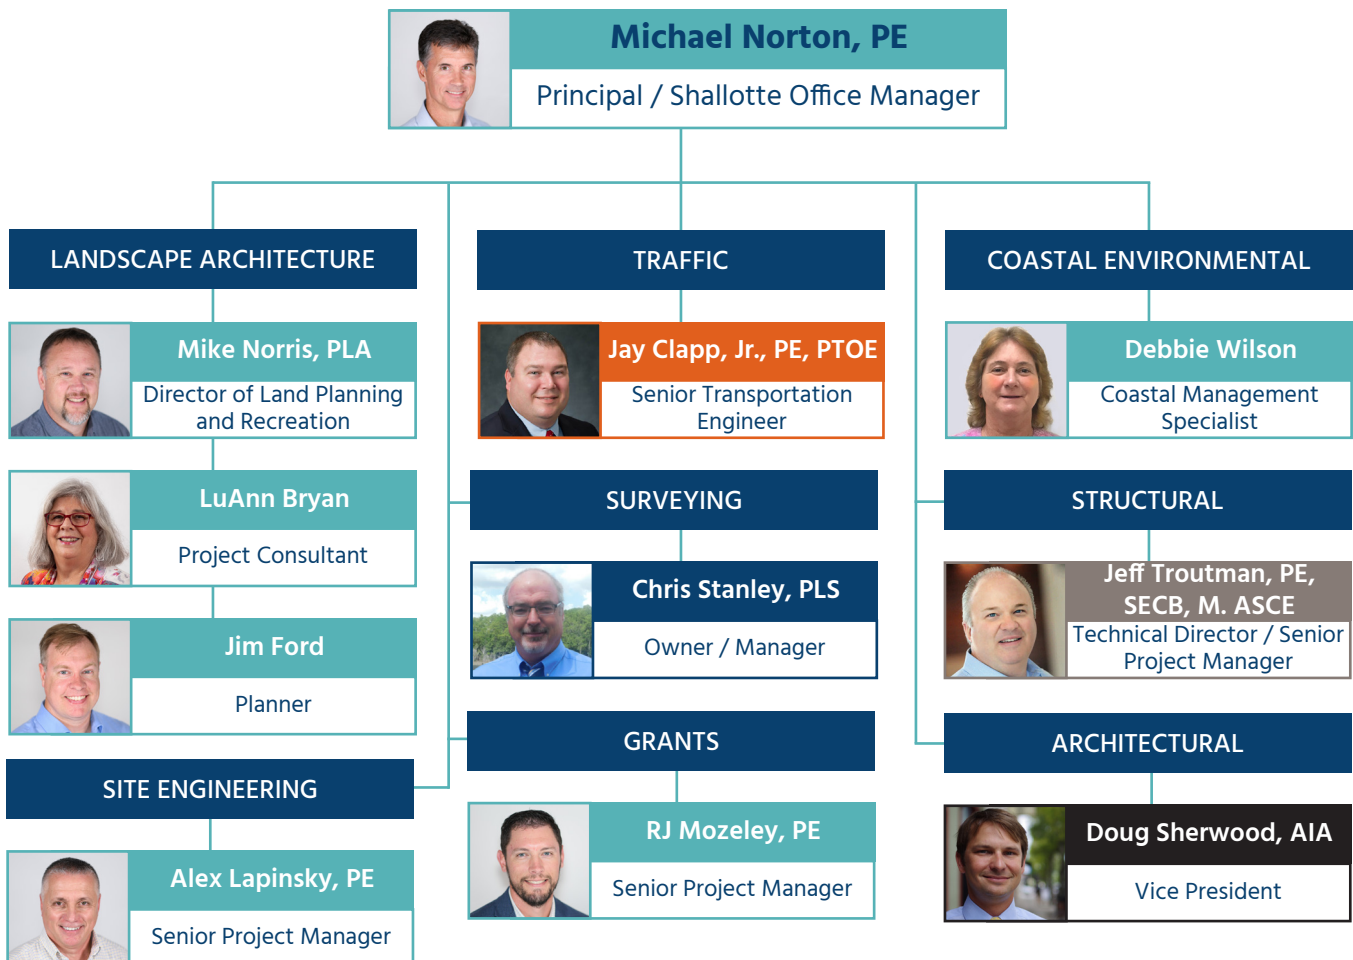 Michael Norton, PE
Principal / Shallotte Office Manager
LANDSCAPE ARCHITECTURE
Mike Norris, PLA
Director of Land Planning
and Recreation
LuAnn Bryan
Project Consultant
Jim Ford
Planner
SITE ENGINEERING
Alex Lapinsky, PE
Senior Project Manager
TRAFFIC
Jay Clapp, Jr., PE, PTOE
Senior Transportation
Engineer
SURVEYING
Chris Stanley, PLS
Owner / Manager
GRANTS
RJ Mozeley, PE
Senior Project Manager
COASTAL ENVIRONMENTAL
Debbie Wilson
Coastal Management
Specialist
STRUCTURAL
Jeff Troutman, PE,
SECB, M. ASCE
Technical Director / Senior
Project Manager
ARCHITECTURAL
Doug Sherwood, AIA
Vice President